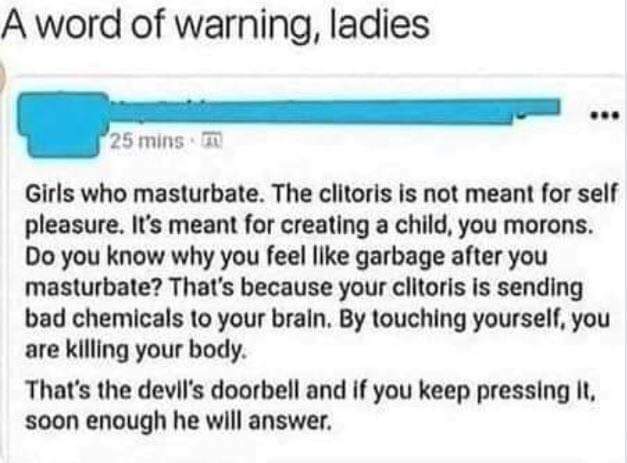 A word of warning, ladies
25 mins ·
Girls who masturbate. The clitoris is not meant for self
pleasure. It's meant for creating a child, you morons.
Do you know why you feel like garbage after you
masturbate? That's because your clitoris is sending
bad chemicals to your brain. By touching yourself, you
are killing your body.
That's the devil's doorbell and if you keep pressing it,
soon enough he will answer.